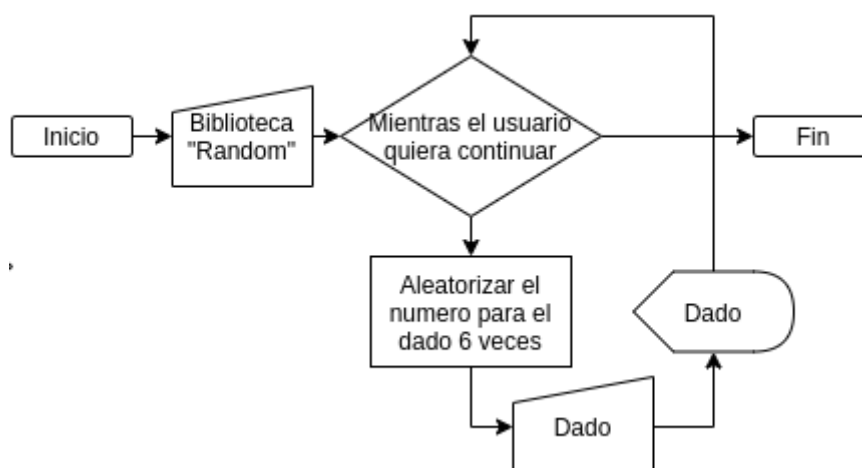 Inicio
Biblioteca
"Random"
Mientras el usuario
quiera continuar
Fin
Aleatorizar el
numero para el
dado 6 veces
Dado
Dado